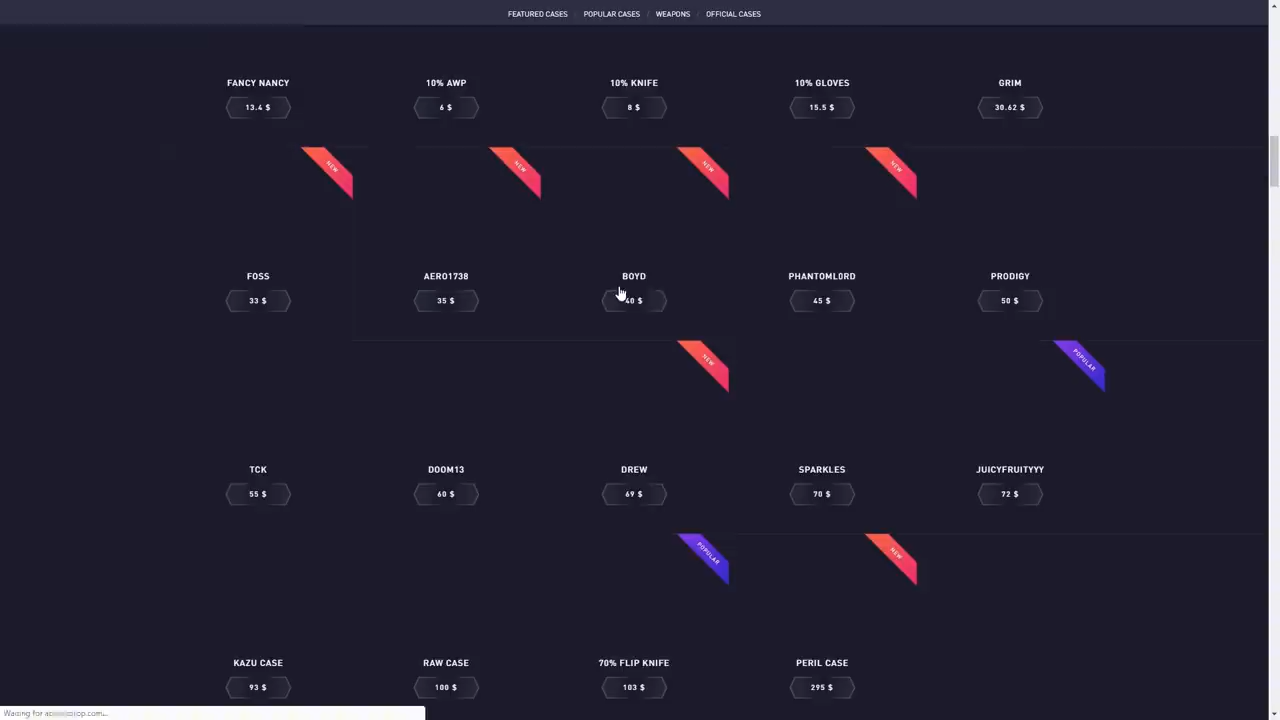 FEATURED CASES / POPULAR CASES / WEAPONS / OFFICIAL CASES
FANCY NANCY 10% AWP 10% KNIFE 10% GLOVES GRIM
13.4 $ 6 $ 8 $ 15.5 $ 30.62 $
NEW NEW NEW NEW
FOSS AERO1738 BOYD PHANTOML0RD PRODIGY
33 $ 35 $ 40 $ 45 $ 50 $
NEW POPULAR
TCK DOOM13 DREW SPARKLES JUICYFRUITYYY
55 $ 60 $ 69 $ 70 $ 72 $
POPULAR NEW
KAZU CASE RAW CASE 70% FLIP KNIFE PERIL CASE
93 $ 100 $ 103 $ 295 $
Waiting for